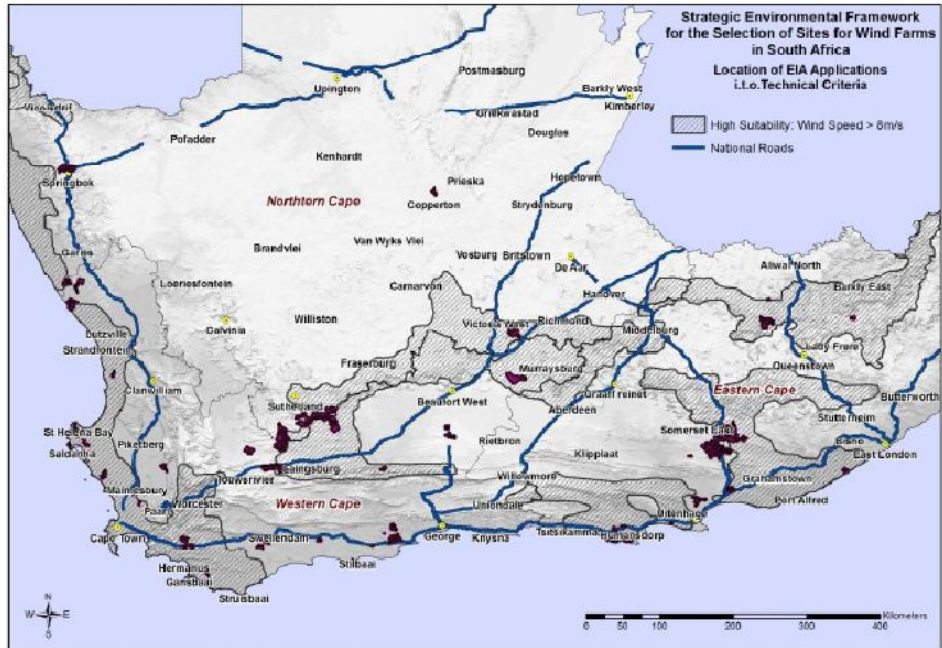 Strategic Environmental Framework
for the Selection of Sites for Wind Farms
in South Africa
Location of EIA Applications
i.t.o. Technical Criteria
High Suitability: Wind Speed > 6m/s
National Roads
Postmasburg
Upington
Barkly West
Kimberley
Griekwastad
Vioolsdrif
Douglas
Pofadder
Kenhardt
Springbok
Prieska
Hopetown
Northtern Cape
Copperton
Strydenburg
Brandvlei
Van Wyks Vlei
Garies
Vosburg
Britstown
De Aar
Aliwal North
Loeriesfontein
Carnarvon
Hanover
Barkly East
Williston
Calvinia
Victoria West
Richmond
Middelburg
Lutzville
Strandfontein
Fraserburg
Lady Frere
Queenstown
Murraysburg
Clanwilliam
Sutherland
Beaufort West
Graaff reinet
Eastern Cape
Butterworth
Aberdeen
Stutterheim
St Helena Bay
Piketberg
Rietbron
Somerset East
Bisho
Saldanha
Klipplaat
East London
Laingsburg
Touwsrivier
Willowmore
Grahamstown
Malmesbury
Worcester
Western Cape
Port Alfred
Paarl
Uniondale
Uitenhage
Cape Town
Swellendam
George
Knysna
Tsitsikamma
Humansdorp
Stilbaai
Hermanus
Gansbaai
Struisbaai
N
W
E
S
Kilometers
0 50 100 200 300 400